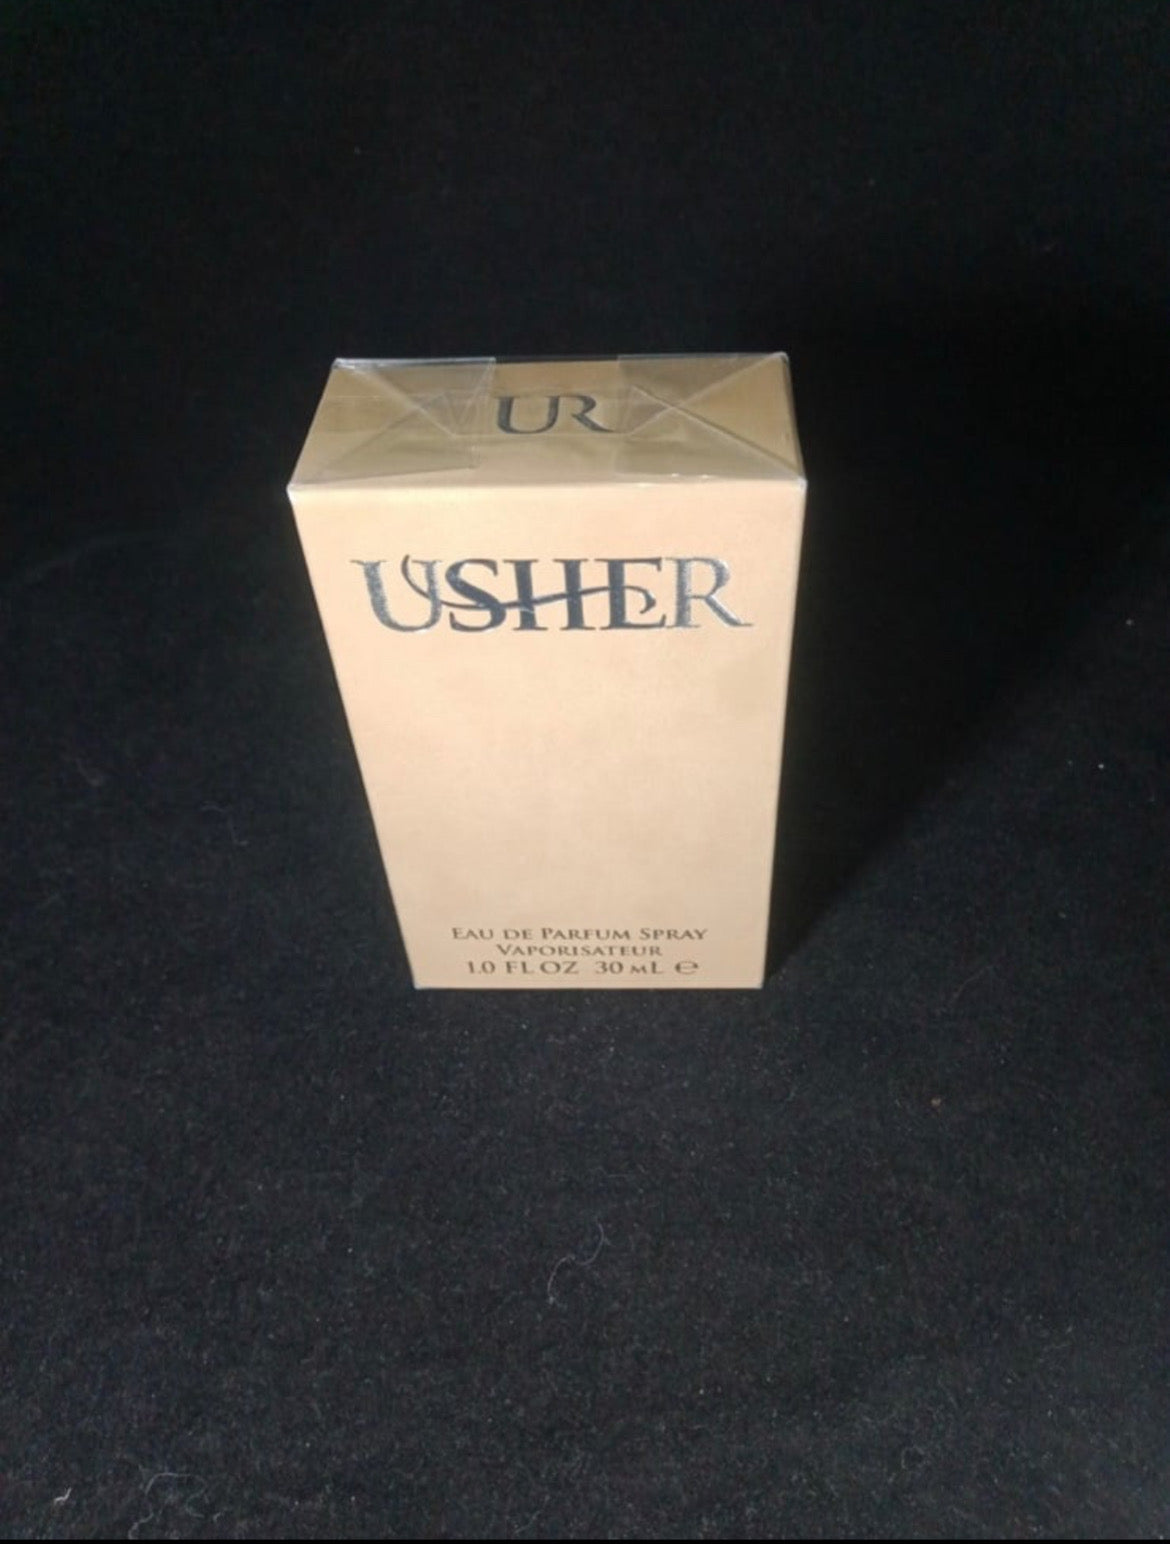 UR
USHER
EAU DE PARFUM SPRAY
VAPORISATEUR
1.0 FL OZ 30 mL ℮